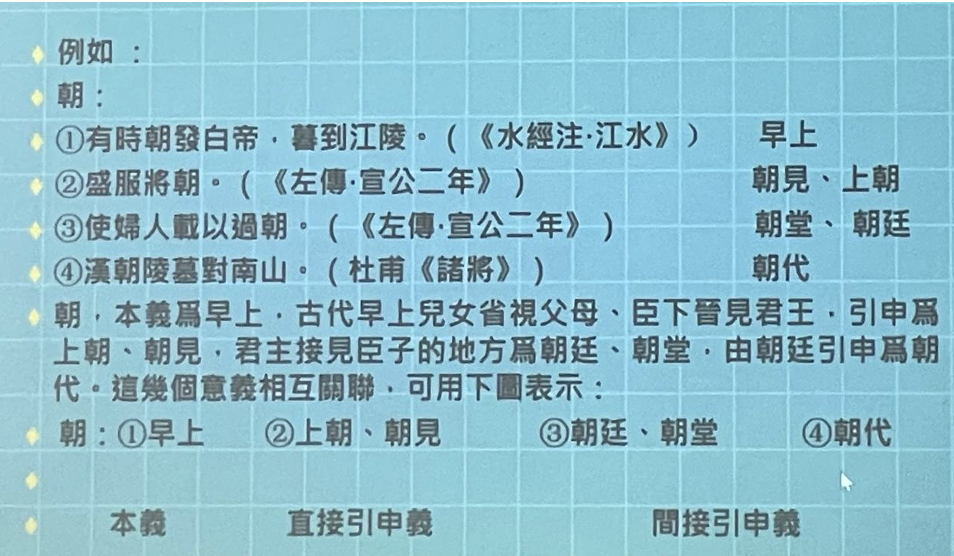 例如：
朝：
①有時朝發白帝，暮到江陵。(《水經注·江水》)　早上
②盛服將朝。(《左傳·宣公二年》)　朝見、上朝
③使婦人載以過朝。(《左傳·宣公二年》)　朝堂、朝廷
④漢朝陵墓對南山。(杜甫《諸將》)　朝代
朝，本義爲早上，古代早上兒女省視父母、臣下晉見君王，引申爲
上朝、朝見，君主接見臣子的地方爲朝廷、朝堂，由朝廷引申爲朝
代。這幾個意義相互關聯，可用下圖表示：
朝：①早上　②上朝、朝見　③朝廷、朝堂　④朝代
本義　直接引申義　間接引申義